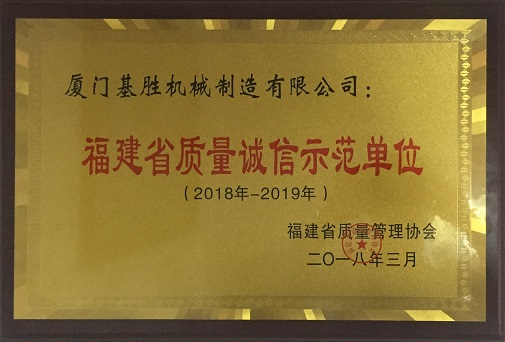 厦门基胜机械制造有限公司：
福建省质量诚信示范单位
（2018年-2019年）
福建省质量管理协会
二〇一八年三月